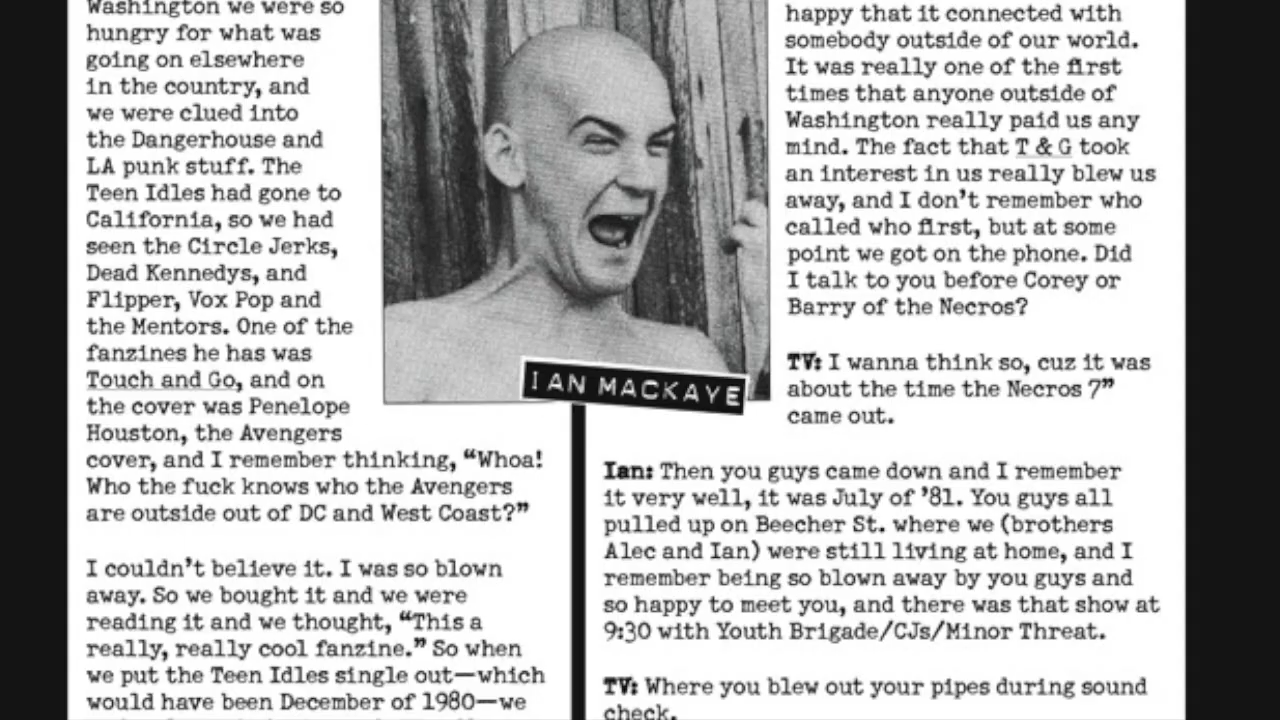 Washington we were so
hungry for what was
going on elsewhere
in the country, and
we were clued into
the Dangerhouse and
LA punk stuff. The
Teen Idles had gone to
California, so we had
seen the Circle Jerks,
Dead Kennedys, and
Flipper, Vox Pop and
the Mentors. One of the
fanzines he has was
Touch and Go, and on
the cover was Penelope
Houston, the Avengers
cover, and I remember thinking, “Whoa!
Who the fuck knows who the Avengers
are outside out of DC and West Coast?”
I couldn’t believe it. I was so blown
away. So we bought it and we were
reading it and we thought, “This a
really, really cool fanzine.” So when
we put the Teen Idles single out—which
would have been December of 1980—we
IAN MACKAYE
happy that it connected with
somebody outside of our world.
It was really one of the first
times that anyone outside of
Washington really paid us any
mind. The fact that T & G took
an interest in us really blew us
away, and I don’t remember who
called who first, but at some
point we got on the phone. Did
I talk to you before Corey or
Barry of the Necros?
TV: I wanna think so, cuz it was
about the time the Necros 7”
came out.
Ian: Then you guys came down and I remember
it very well, it was July of ’81. You guys all
pulled up on Beecher St. where we (brothers
Alec and Ian) were still living at home, and I
remember being so blown away by you guys and
so happy to meet you, and there was that show at
9:30 with Youth Brigade/CJs/Minor Threat.
TV: Where you blew out your pipes during sound
check.